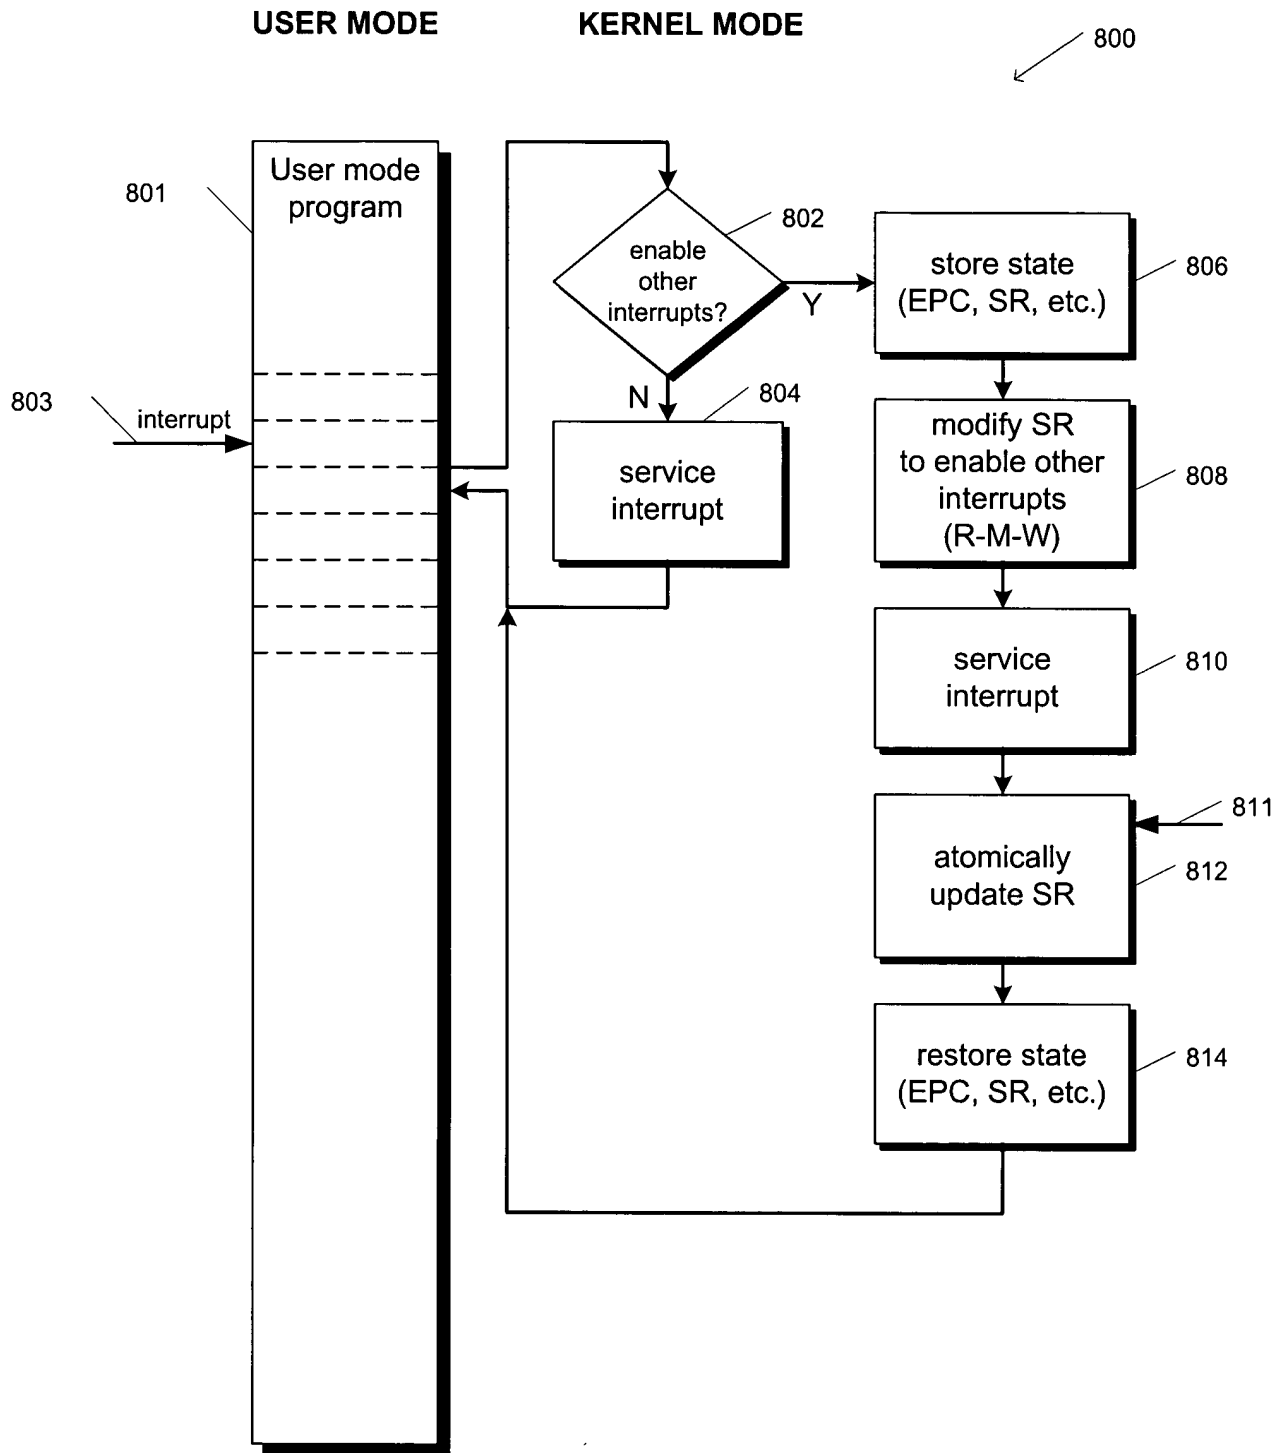 USER MODE
KERNEL MODE
800
User mode
program
801
802
enable
other
interrupts?
Y
N
store state
(EPC, SR, etc.)
806
803
interrupt
804
service
interrupt
modify SR
to enable other
interrupts
(R-M-W)
808
service
interrupt
810
811
atomically
update SR
812
restore state
(EPC, SR, etc.)
814